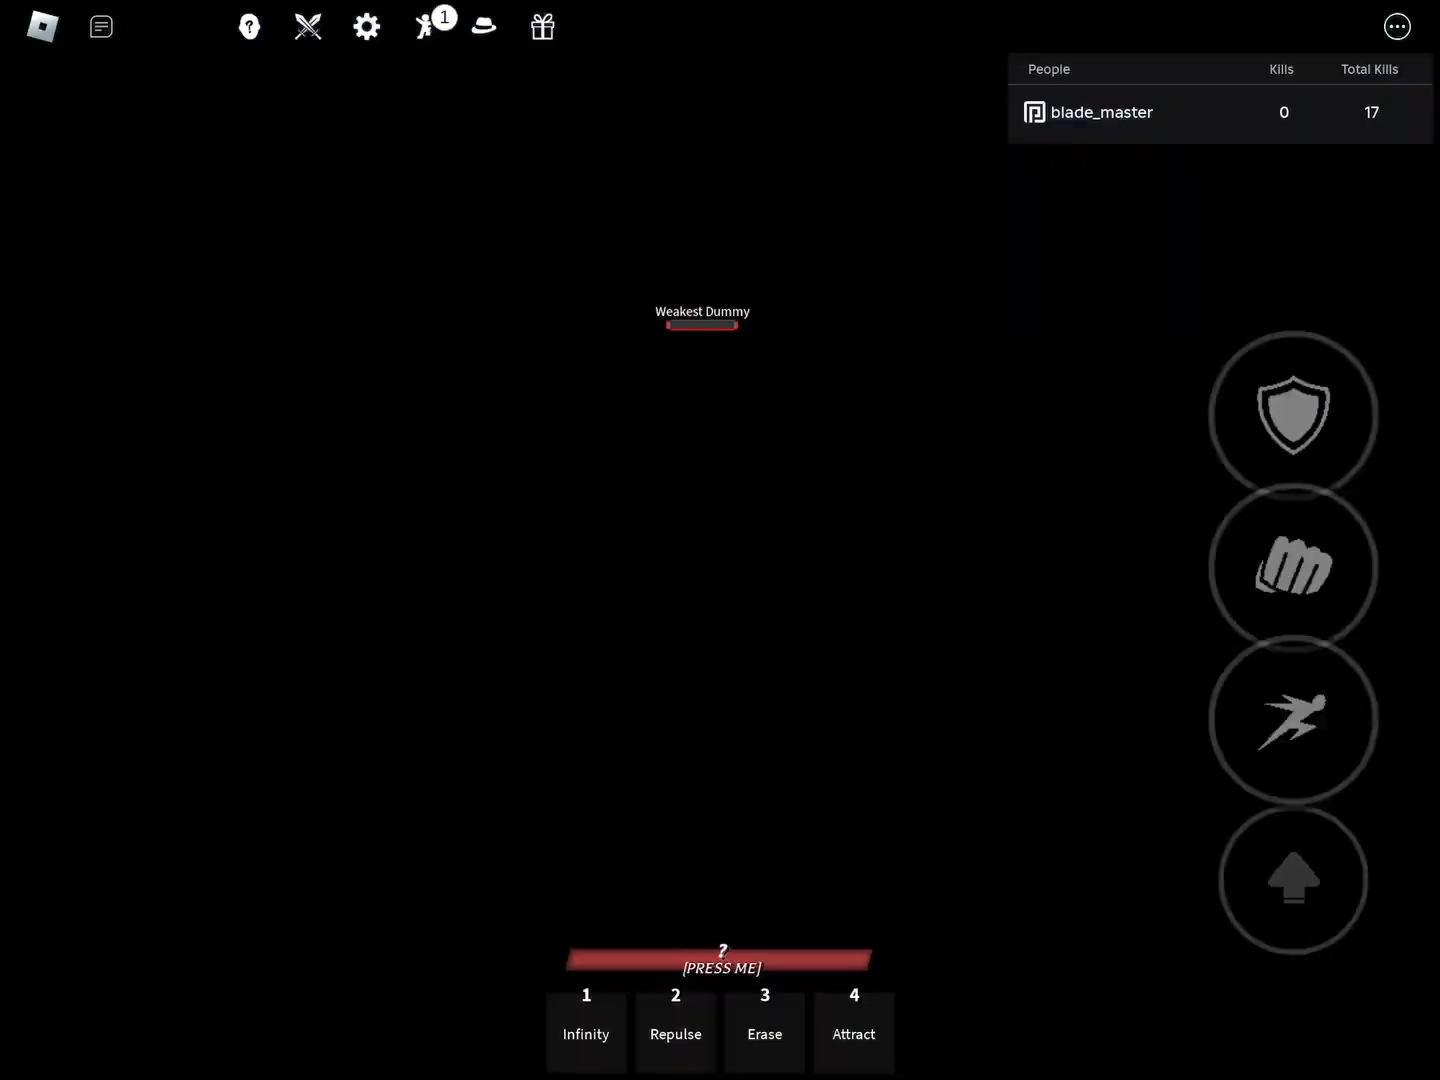 1
People Kills Total Kills
blade_master 0 17
Weakest Dummy
?
[PRESS ME]
1 2 3 4
Infinity Repulse Erase Attract